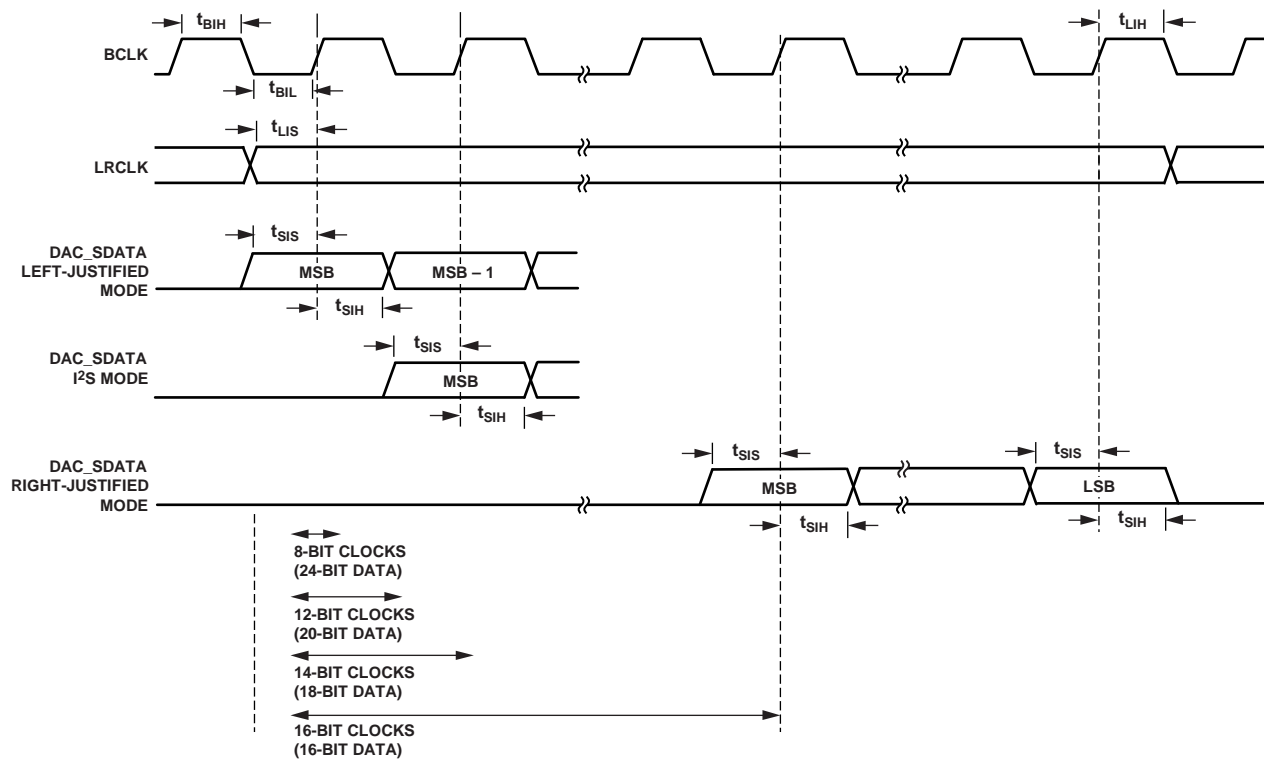 tBIH
tLIH
BCLK
tBIL
tLIS
LRCLK
tSIS
DAC_SDATA
LEFT-JUSTIFIED
MODE
MSB
MSB – 1
tSIH
DAC_SDATA
I2S MODE
tSIS
MSB
tSIH
DAC_SDATA
RIGHT-JUSTIFIED
MODE
tSIS
tSIS
MSB
LSB
tSIH
tSIH
8-BIT CLOCKS
(24-BIT DATA)
12-BIT CLOCKS
(20-BIT DATA)
14-BIT CLOCKS
(18-BIT DATA)
16-BIT CLOCKS
(16-BIT DATA)